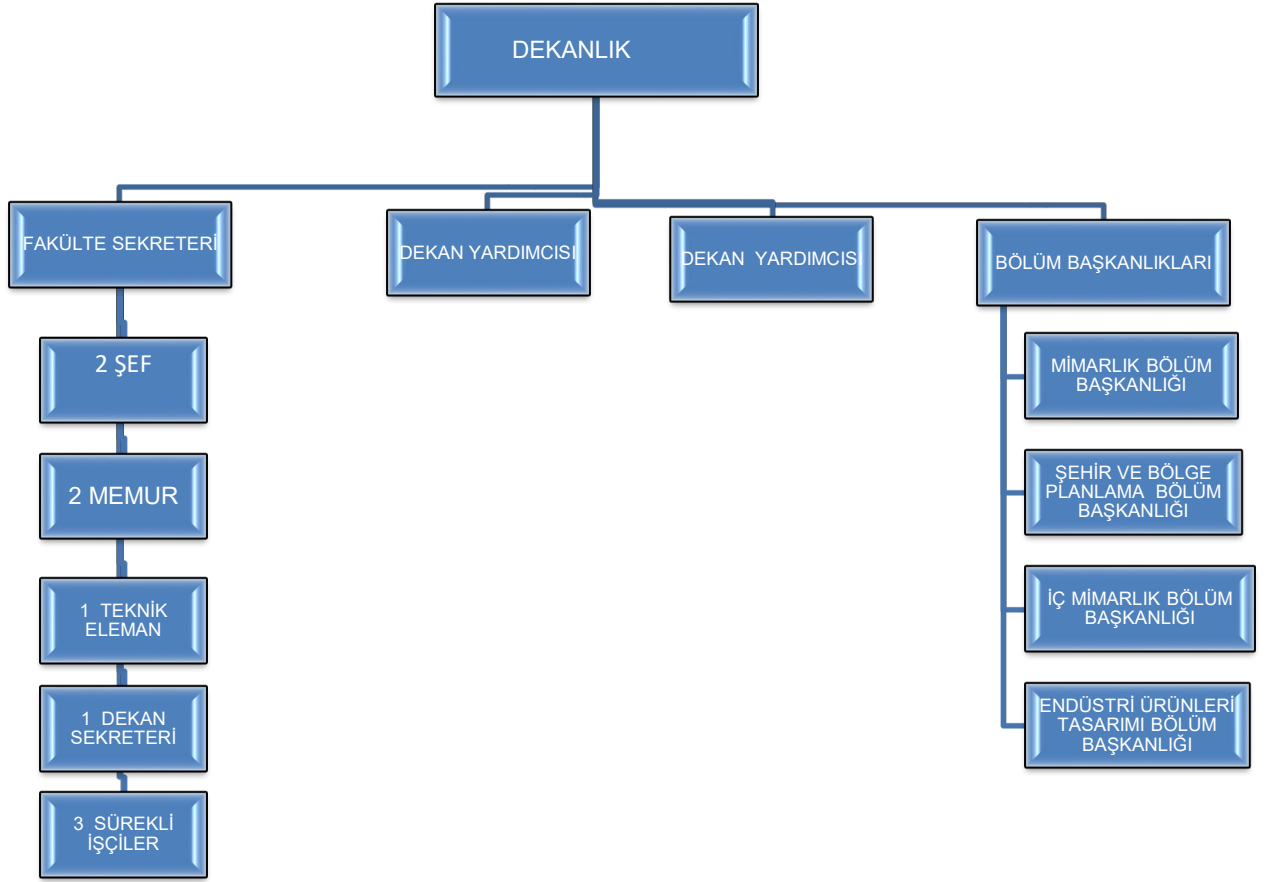 DEKANLIK
FAKÜLTE SEKRETERİ
DEKAN YARDIMCISI
DEKAN YARDIMCIS
BÖLÜM BAŞKANLIKLARI
2 ŞEF
2 MEMUR
1 TEKNİK
ELEMAN
1 DEKAN
SEKRETERİ
3 SÜREKLİ
İŞÇİLER
MİMARLIK BÖLÜM
BAŞKANLIĞI
ŞEHİR VE BÖLGE
PLANLAMA BÖLÜM
BAŞKANLIĞI
İÇ MİMARLIK BÖLÜM
BAŞKANLIĞI
ENDÜSTRİ ÜRÜNLERİ
TASARIMI BÖLÜM
BAŞKANLIĞI